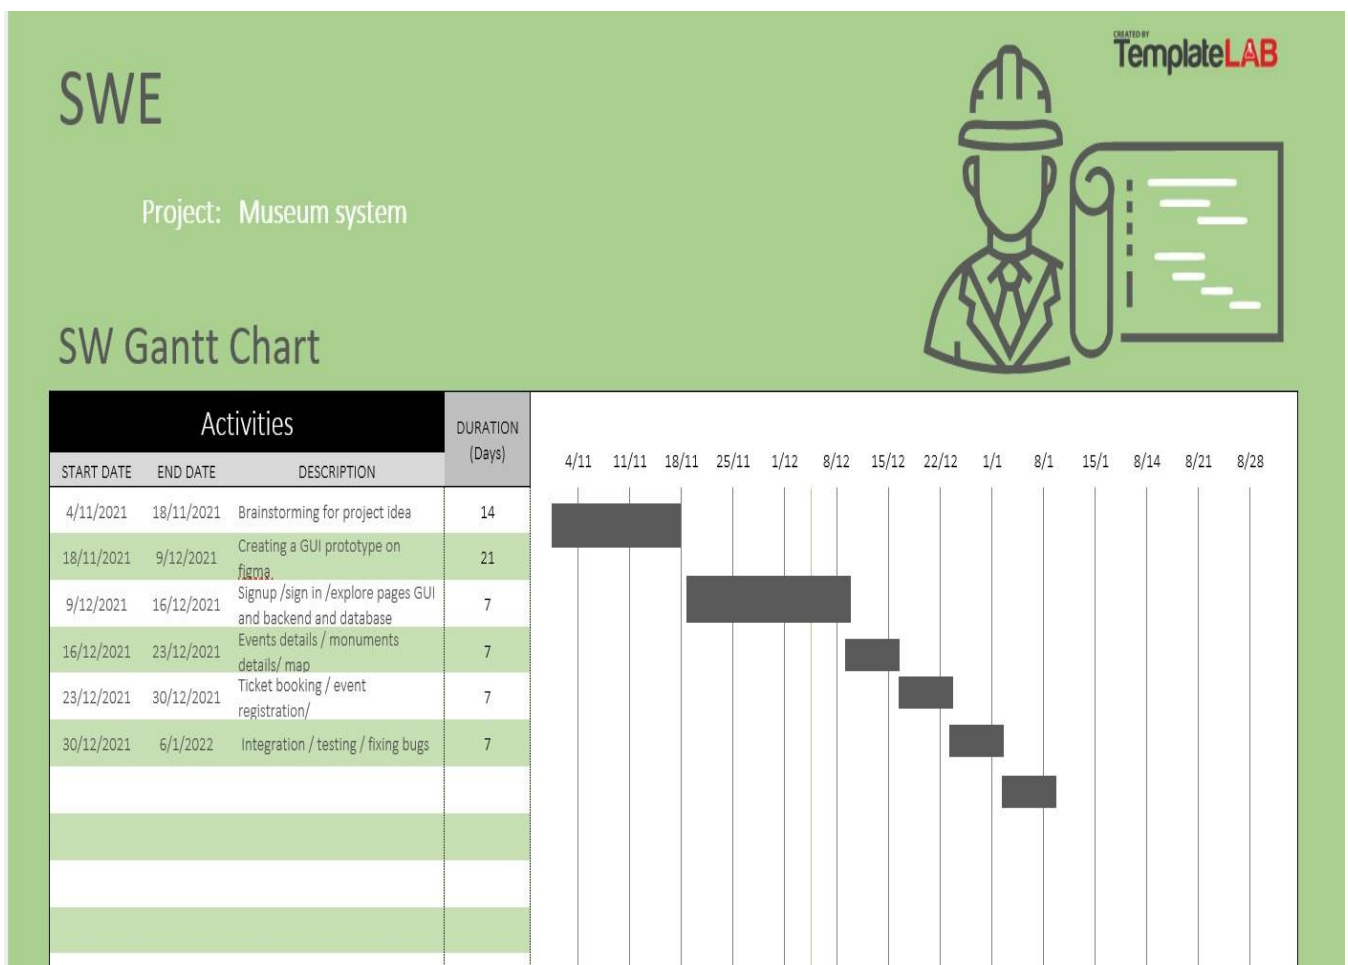 CREATED BY
TemplateLAB
SWE
Project: Museum system
SW Gantt Chart
Activities
DURATION
(Days)
START DATE END DATE DESCRIPTION
4/11 11/11 18/11 25/11 1/12 8/12 15/12 22/12 1/1 8/1 15/1 8/14 8/21 8/28
4/11/2021 18/11/2021 Brainstorming for project idea 14
18/11/2021 9/12/2021 Creating a GUI prototype on
figma. 21
9/12/2021 16/12/2021 Signup /sign in /explore pages GUI
and backend and database 7
16/12/2021 23/12/2021 Events details / monuments
details/ map 7
23/12/2021 30/12/2021 Ticket booking / event
registration/ 7
30/12/2021 6/1/2022 Integration / testing / fixing bugs 7